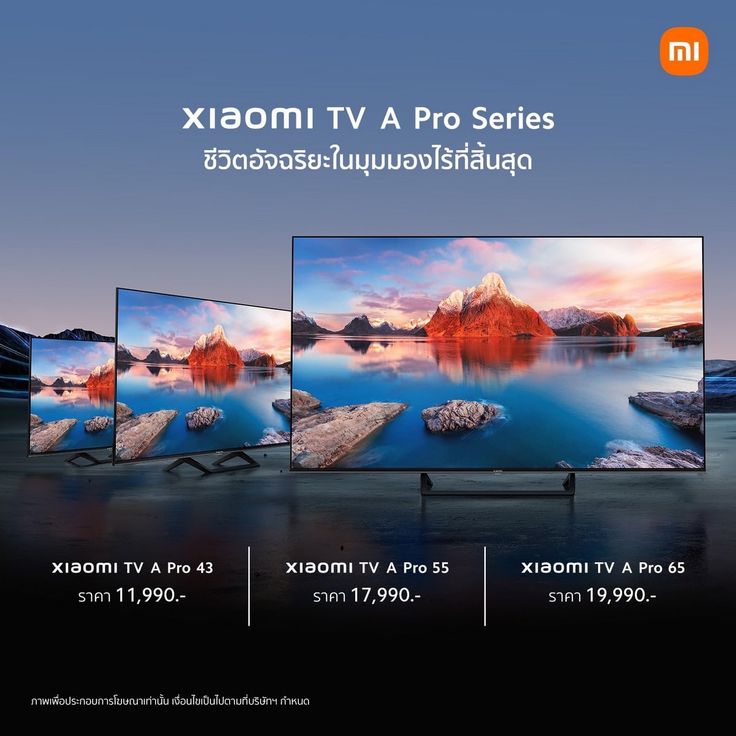 mi
xiaomi TV A Pro Series
ชีวิตอัจฉริยะในมุมมองไร้ที่สิ้นสุด
xiaomi TV A Pro 43
ราคา 11,990.-
xiaomi TV A Pro 55
ราคา 17,990.-
xiaomi TV A Pro 65
ราคา 19,990.-
ภาพเพื่อประกอบการโฆษณาเท่านั้น เงื่อนไขเป็นไปตามที่บริษัทฯ กำหนด